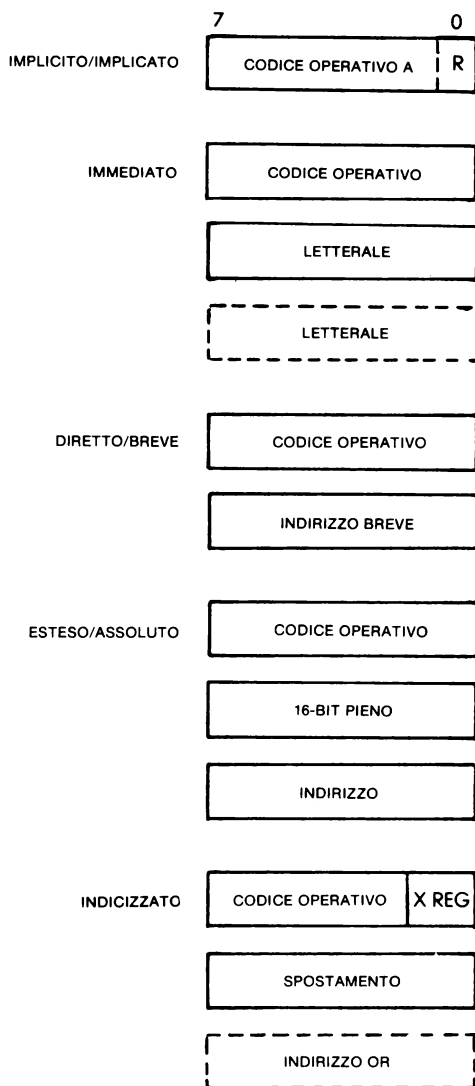 7 0
IMPLICITO/IMPLICATO CODICE OPERATIVO A R
IMMEDIATO CODICE OPERATIVO
LETTERALE
LETTERALE
DIRETTO/BREVE CODICE OPERATIVO
INDIRIZZO BREVE
ESTESO/ASSOLUTO CODICE OPERATIVO
16-BIT PIENO
INDIRIZZO
INDICIZZATO CODICE OPERATIVO X REG
SPOSTAMENTO
INDIRIZZO OR